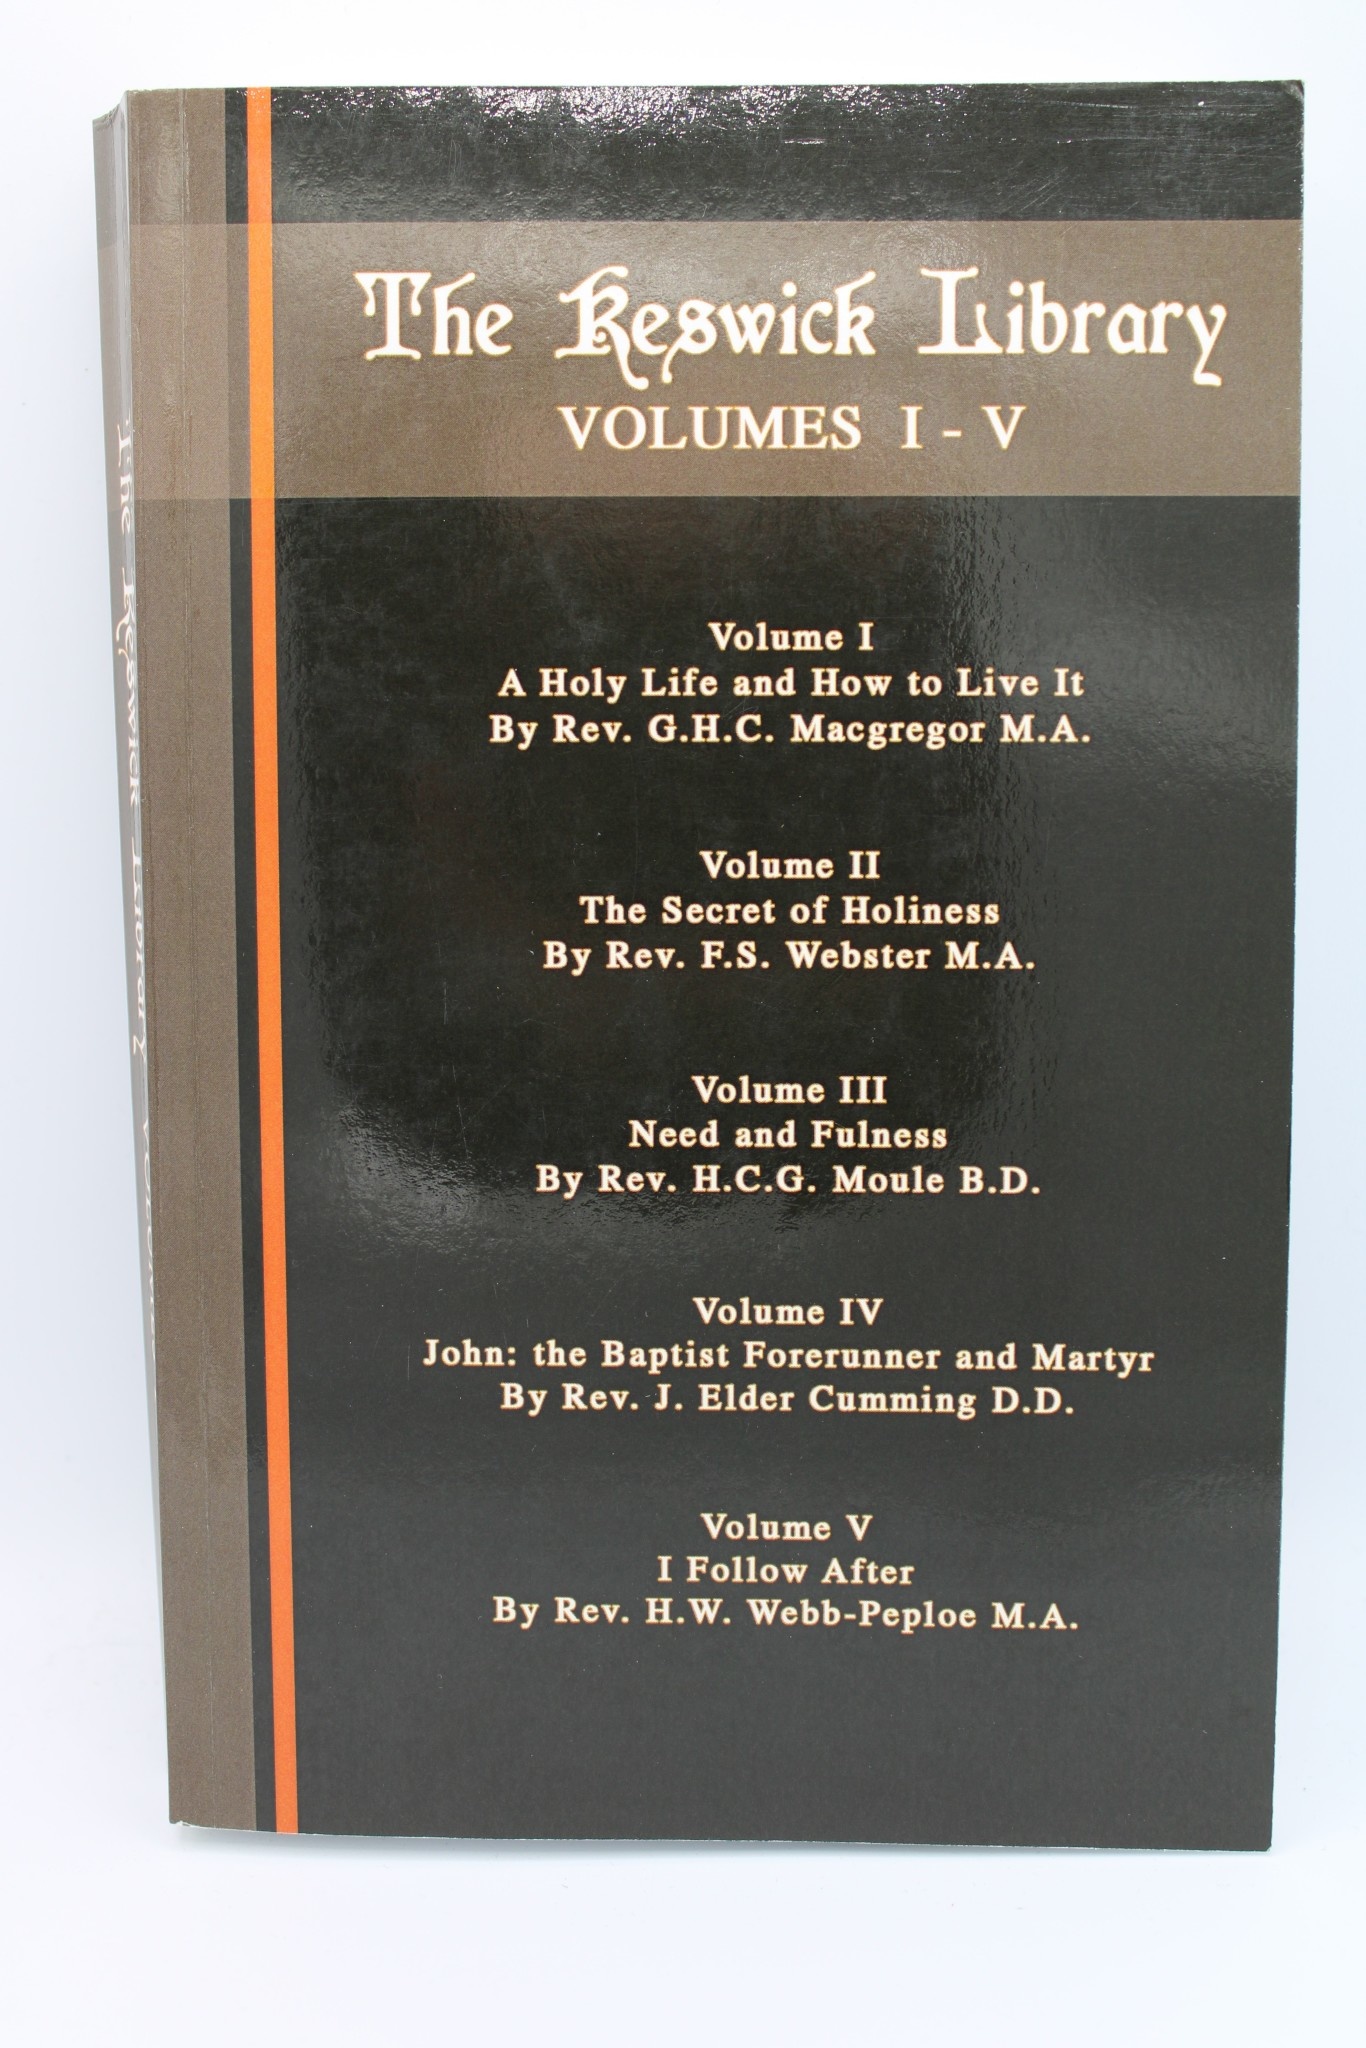 The Keswick Library
VOLUMES I - V
Volume I
A Holy Life and How to Live It
By Rev. G.H.C. Macgregor M.A.
Volume II
The Secret of Holiness
By Rev. F.S. Webster M.A.
Volume III
Need and Fulness
By Rev. H.C.G. Moule B.D.
Volume IV
John: the Baptist Forerunner and Martyr
By Rev. J. Elder Cumming D.D.
Volume V
I Follow After
By Rev. H.W. Webb-Peploe M.A.
The Keswick Library